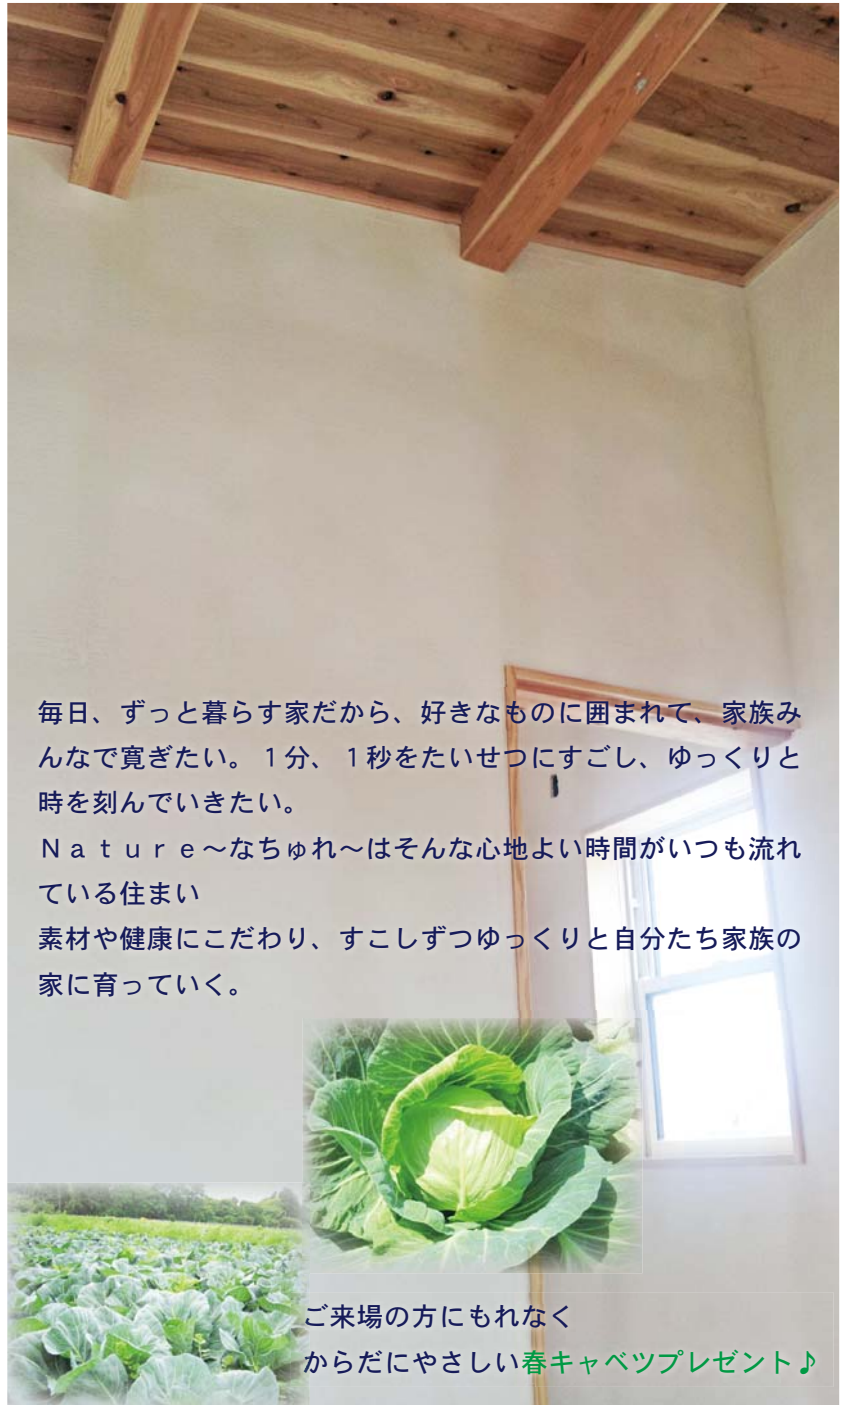 毎日、ずっと暮らす家だから、好きなものに囲まれて、家族み
んなで寛ぎたい。１分、１秒をたいせつにすごし、ゆっくりと
時を刻んでいきたい。
Ｎａｔｕｒｅ～なちゅれ～はそんな心地よい時間がいつも流れ
ている住まい
素材や健康にこだわり、すこしずつゆっくりと自分たち家族の
家に育っていく。
ご来場の方にもれなく
からだにやさしい春キャベツプレゼント♪